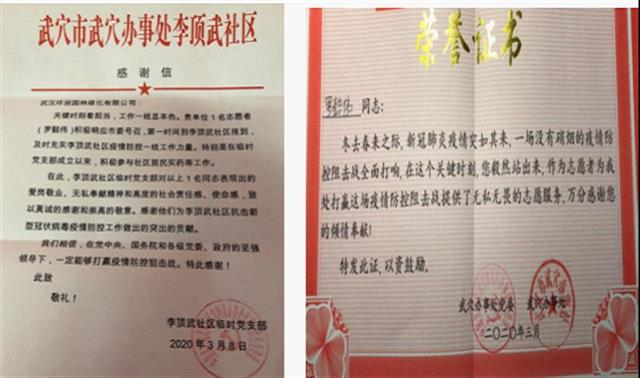 武穴市武穴办事处李顶武社区
感谢信
武汉环投园林绿化有限公司：
关键时刻看担当，工作一线显本色。贵单位1名志愿者
（罗懿伟）积极响应市委号召，第一时间到李顶武社区报到，
及时充实李顶武社区疫情防控一线工作力量。特别是在临时
党支部成立以来，积极参与社区居民买药等工作。
在此，李顶武社区临时党支部对以上1名同志表现出的
爱岗敬业、无私奉献精神和高度的社会责任感、使命感，致
以真诚的感谢和崇高的敬意。感谢他们为李顶武社区抗击新
型冠状病毒疫情防控工作做出的突出的贡献。
我们相信，在党中央、国务院和各级党委、政府的坚强
领导下，一定能够打赢疫情防控狙击战。特此感谢！
此致
敬礼！
李顶武社区临时党支部
2020年3月8日
荣誉证书
罗懿伟 同志：
冬去春来之际，新冠肺炎疫情突如其来，一场没有硝烟的疫情防
控阻击战全面打响，在这个关键时刻，您毅然站出来，作为志愿者为我
处打赢这场疫情防控阻击战提供了无私无畏的志愿服务，万分感谢您
的倾情奉献！
特发此证，以资鼓励。
武穴办事处党委 武穴办事处
二〇二〇年三月